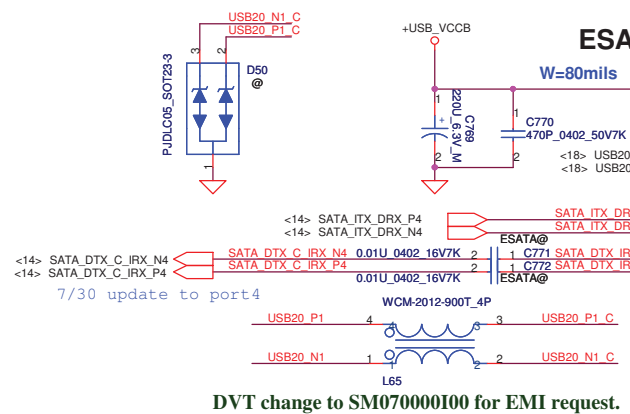 USB20_N1_C
USB20_P1_C
3
2
D50
@
PJDLC05_SOT23-3
1
+USB_VCCB
ESA
W=80mils
1
+
2
C769
220U_6.3V_M
1
2
C770
470P_0402_50V7K
<18> USB20
<18> USB20
<14> SATA_ITX_DRX_P4
<14> SATA_ITX_DRX_N4
SATA_ITX_DR
SATA_ITX_DR
ESATA@
<14> SATA_DTX_C_IRX_N4
<14> SATA_DTX_C_IRX_P4
SATA_DTX_C_IRX_N4
SATA_DTX_C_IRX_P4
0.01U_0402_16V7K
0.01U_0402_16V7K
2
2
1
1
C771
C772
SATA_DTX_IR
SATA_DTX_IR
ESATA@
7/30 update to port4
WCM-2012-900T_4P
USB20_P1
4
4
3
3
USB20_P1_C
USB20_N1
1
1
2
2
USB20_N1_C
L65
DVT change to SM070000I00 for EMI request.